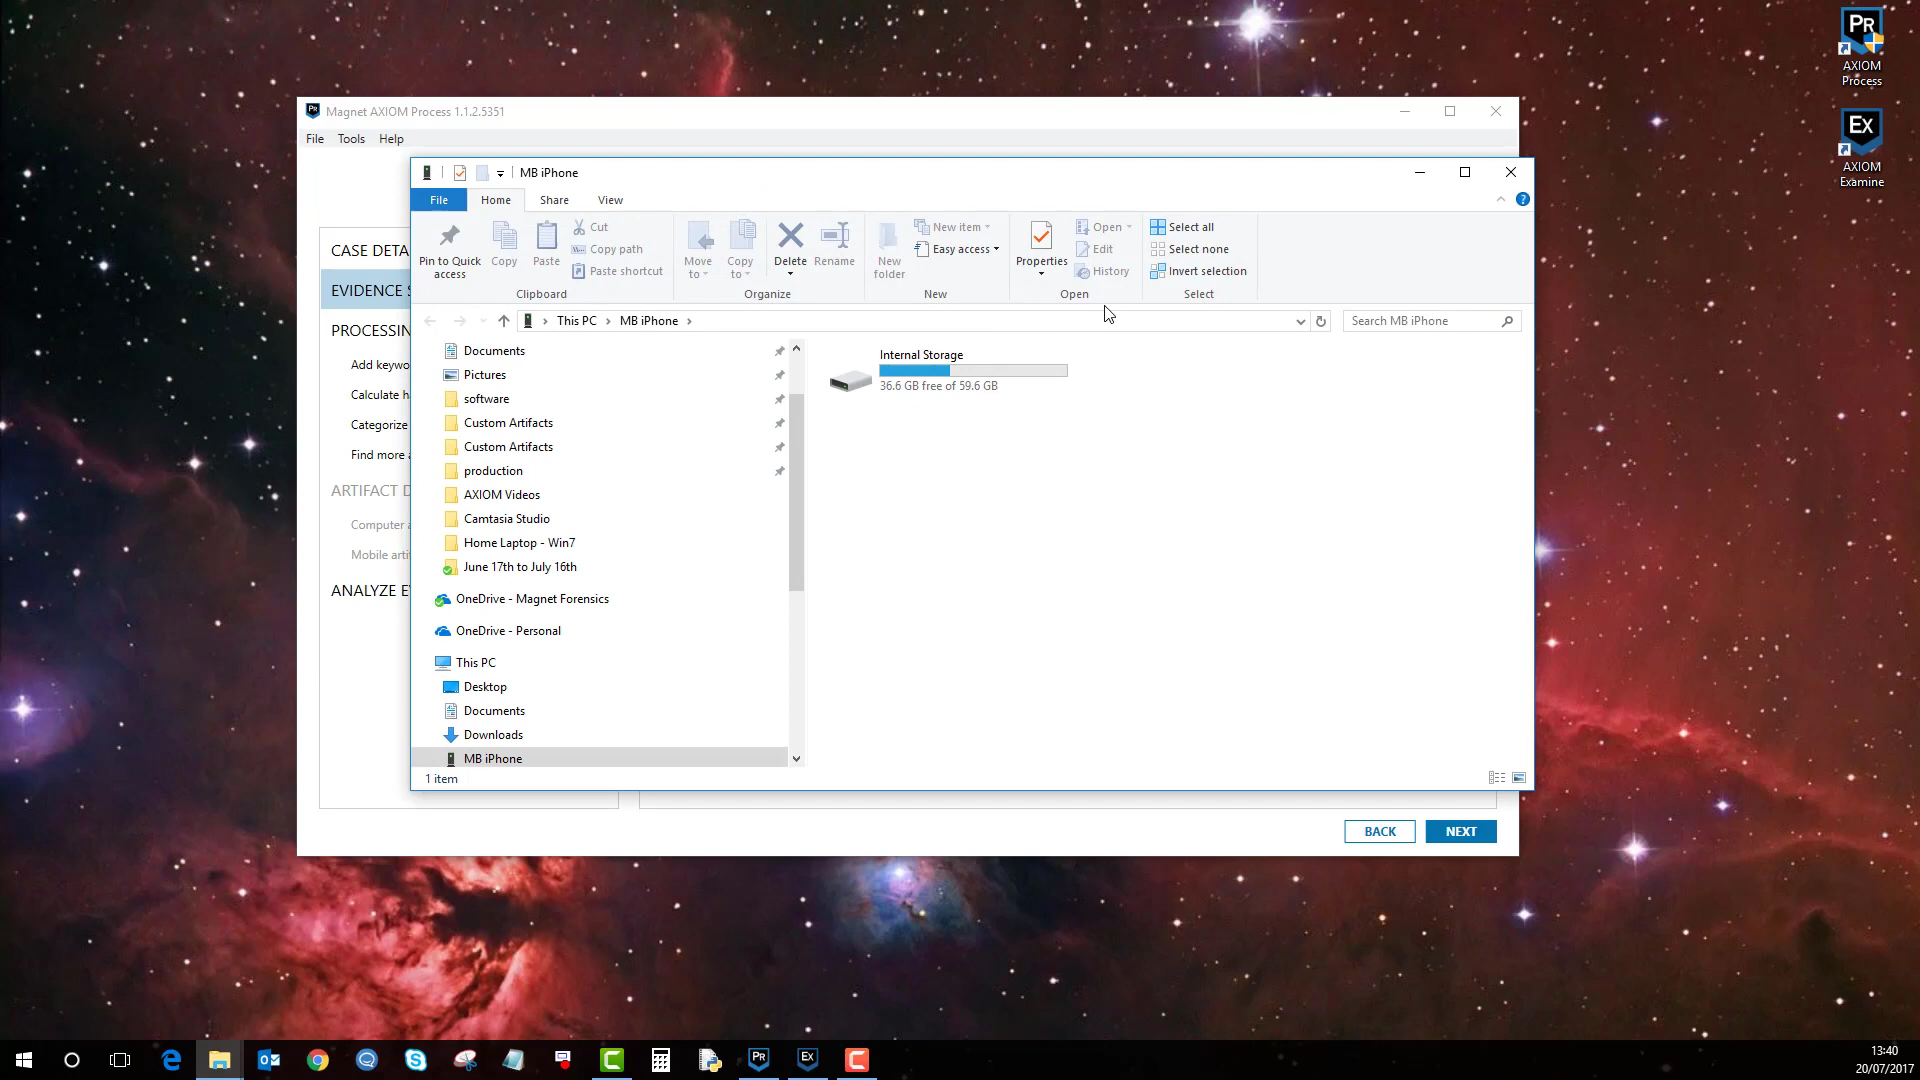 Pr
AXIOM
Process
Ex
AXIOM
Examine
Pr Magnet AXIOM Process 1.1.2.5351
File Tools Help
MB iPhone
File Home Share View
Pin to Quick
access
Copy
Paste
Cut
Copy path
Paste shortcut
Clipboard
Move
to
Copy
to
Delete
Rename
Organize
New
folder
New item
Easy access
New
Properties
Open
Edit
History
Open
Select all
Select none
Invert selection
Select
This PC > MB iPhone >
Search MB iPhone
CASE DETA
EVIDENCE S
PROCESSIN
Add keywo
Calculate h
Categorize
Find more a
ARTIFACT D
Computer a
Mobile arti
ANALYZE E
Documents
Pictures
software
Custom Artifacts
Custom Artifacts
production
AXIOM Videos
Camtasia Studio
Home Laptop - Win7
June 17th to July 16th
OneDrive - Magnet Forensics
OneDrive - Personal
This PC
Desktop
Documents
Downloads
MB iPhone
Internal Storage
36.6 GB free of 59.6 GB
1 item
BACK NEXT
Pr
Ex
13:40
20/07/2017